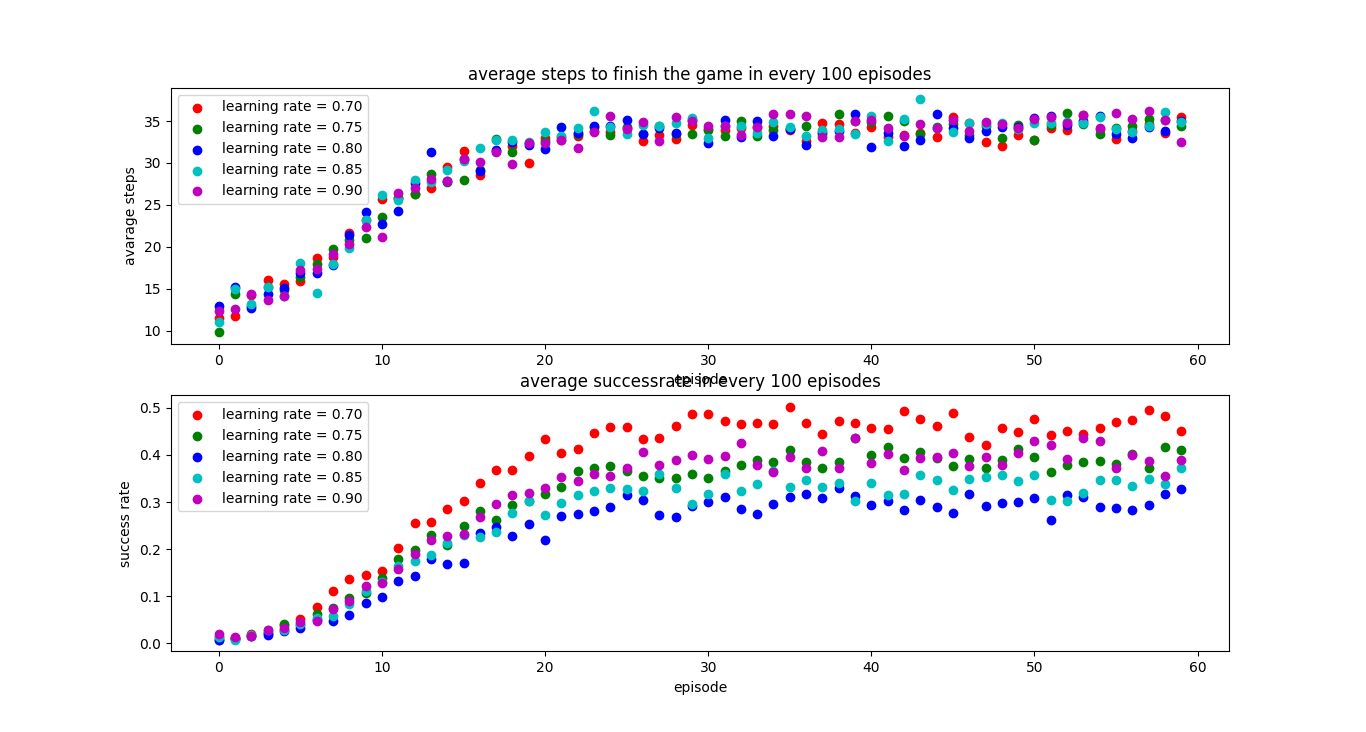 average steps to finish the game in every 100 episodes
learning rate = 0.70
learning rate = 0.75
learning rate = 0.80
learning rate = 0.85
learning rate = 0.90
avarage steps
35
30
25
20
15
10
0 10 20 30 40 50 60
episode
average successrate in every 100 episodes
learning rate = 0.70
learning rate = 0.75
learning rate = 0.80
learning rate = 0.85
learning rate = 0.90
success rate
0.5
0.4
0.3
0.2
0.1
0.0
0 10 20 30 40 50 60
episode